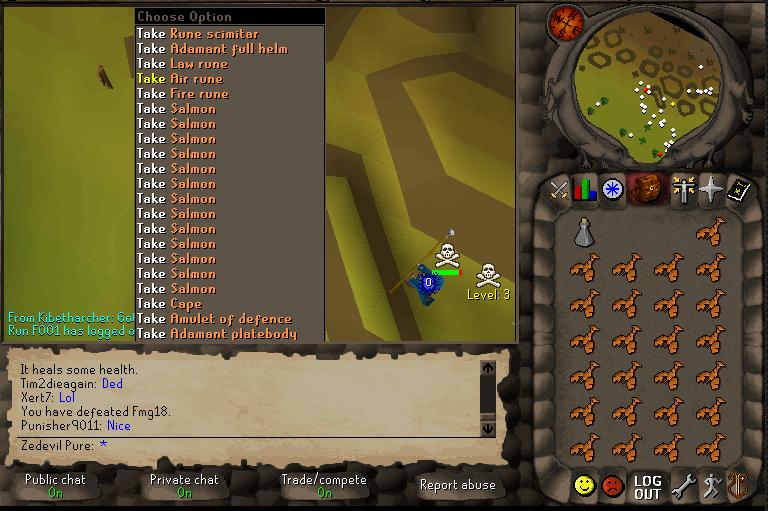 Choose Option
Take Rune scimitar
Take Adamant full helm
Take Law rune
Take Air rune
Take Fire rune
Take Salmon
Take Salmon
Take Salmon
Take Salmon
Take Salmon
Take Salmon
Take Salmon
Take Salmon
Take Salmon
Take Salmon
Take Salmon
Take Salmon
Take Salmon
Take Cape
Take Amulet of defence
Take Adamant platebody
0
Level: 3
From Kibetharcher: Gol
Run F001 has logged o
It heals some health.
Tim2dieagain: Ded
Xert7: Lol
You have defeated Fmg18.
Punisher9011: Nice
Zedevil Pure: *
Public chat
On
Private chat
On
Trade/compete
On
Report abuse
LOG
OUT